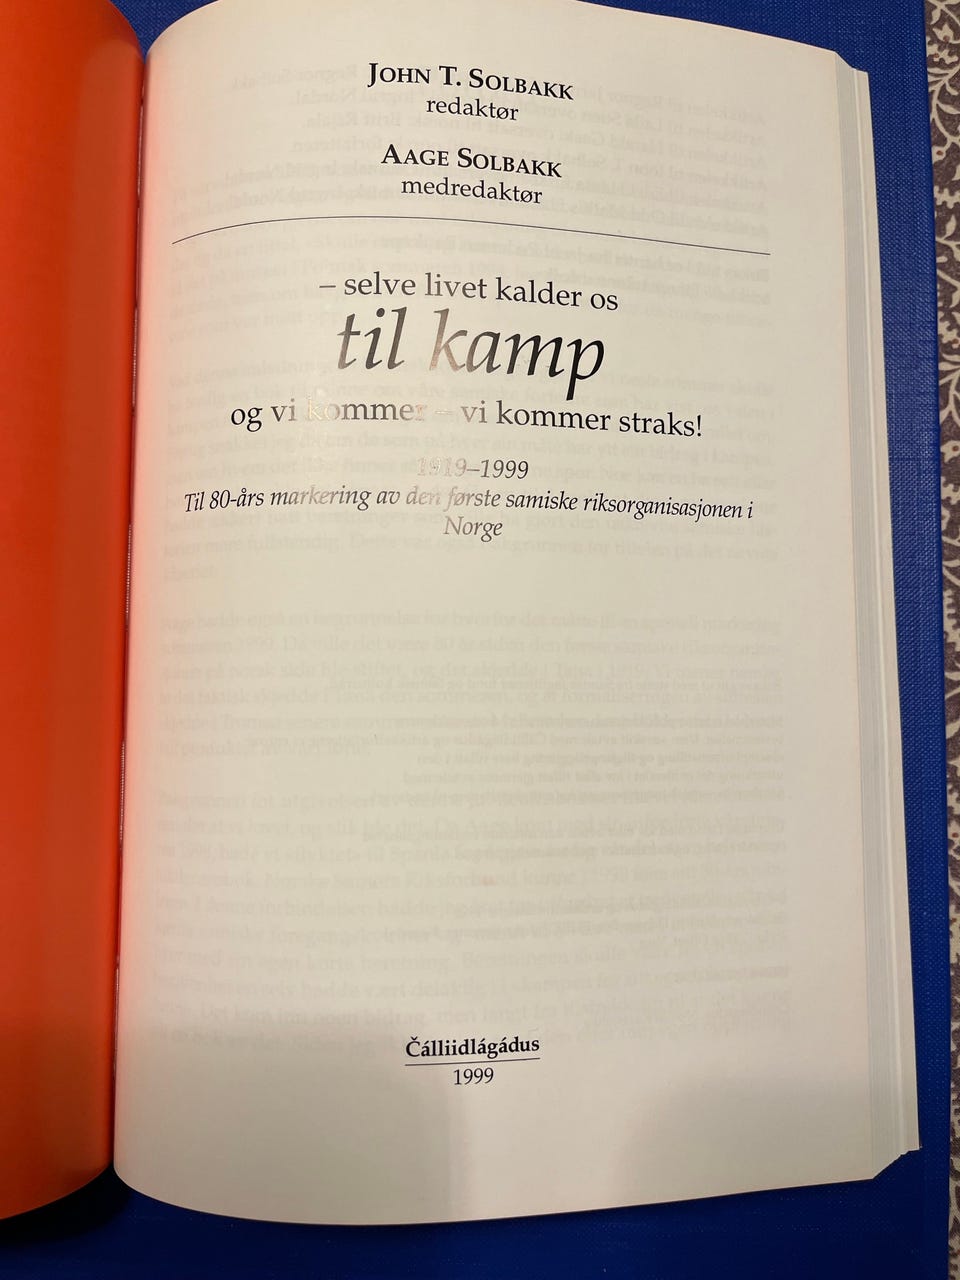 JOHN T. SOLBAKK
redaktør
AAGE SOLBAKK
medredaktør
– selve livet kalder os
til kamp
og vi kommer – vi kommer straks!
1919–1999
Til 80-års markering av den første samiske riksorganisasjonen i
Norge
Čálliidlágádus
1999